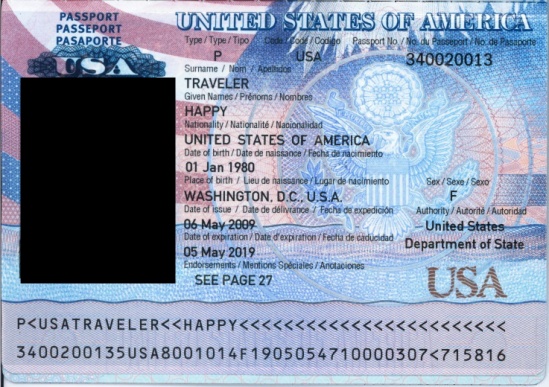 PASSPORT
PASSEPORT
PASAPORTE
USA
UNITED STATES OF AMERICA
Type / Type / Tipo Code / Code / Codigo Passport No. / No. du Passeport / No. de Pasaporte
P USA 340020013
Surname / Nom / Apellidos
TRAVELER
Given Names / Prénoms / Nombres
HAPPY
Nationality / Nationalité / Nacionalidad
UNITED STATES OF AMERICA
Date of birth / Date de naissance / Fecha de nacimiento
01 Jan 1980
Place of birth / Lieu de naissance / Lugar de nacimiento Sex / Sexe / Sexo
WASHINGTON, D.C., U.S.A. F
Date of issue / Date de délivrance / Fecha de expedición Authority / Autorité / Autoridad
06 May 2009 United States
Date of expiration / Date d'expiration / Fecha de caducidad Department of State
05 May 2019
Endorsements / Mentions Spéciales / Anotaciones
SEE PAGE 27
USA
P<USATRAVELER<<HAPPY<<<<<<<<<<<<<<<<<<<<<<<<
3400200135USA8001014F1905054710000307<715816